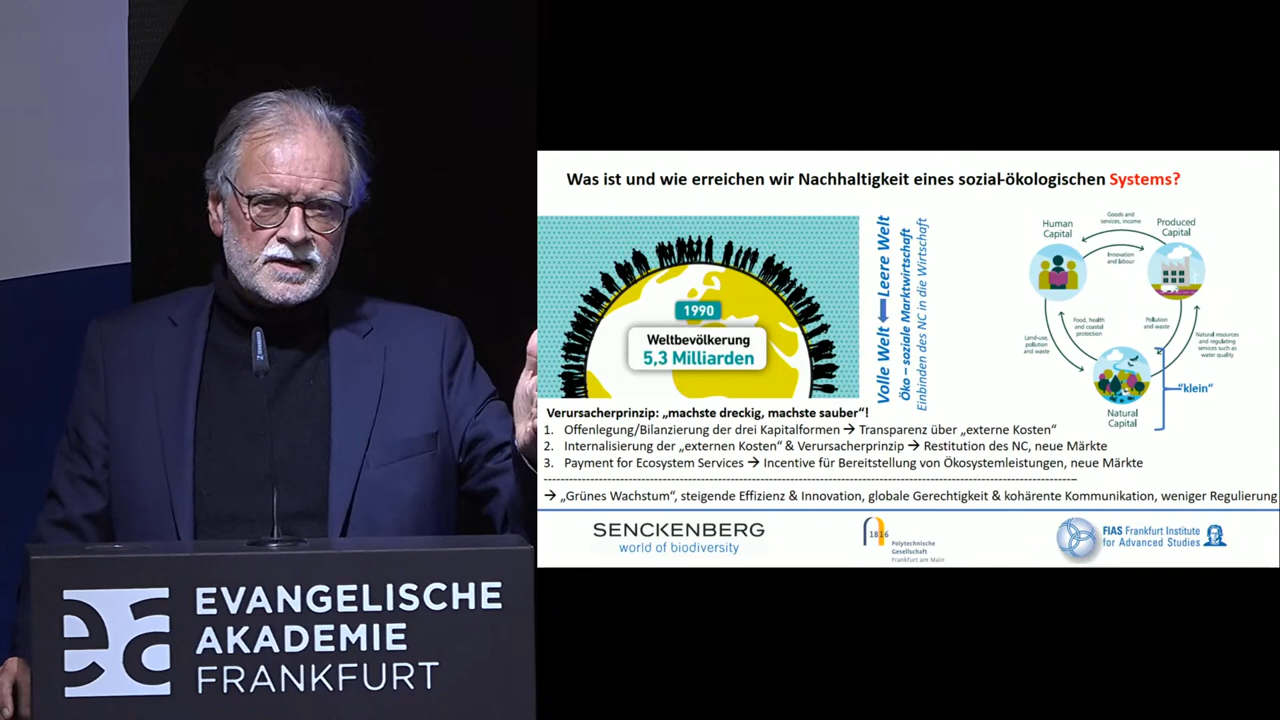 Was ist und wie erreichen wir Nachhaltigkeit eines sozial-ökologischen Systems?
1990
Weltbevölkerung
5,3 Milliarden
Volle Welt Leere Welt
Öko – soziale Marktwirtschaft
Einbinden des NC in die Wirtschaft
Human
Capital
Goods and
services, income
Produced
Capital
Innovation
and labour
Food, health
and coastal
protection
Pollution
and waste
Land-use,
pollution
and waste
Natural resources
and regulating
services such as
water quality
"klein"
Natural
Capital
Verursacherprinzip: „machste dreckig, machste sauber“!
1. Offenlegung/Bilanzierung der drei Kapitalformen → Transparenz über „externe Kosten“
2. Internalisierung der „externen Kosten“ & Verursacherprinzip → Restitution des NC, neue Märkte
3. Payment for Ecosystem Services → Incentive für Bereitstellung von Ökosystemleistungen, neue Märkte
→ „Grünes Wachstum“, steigende Effizienz & Innovation, globale Gerechtigkeit & kohärente Kommunikation, weniger Regulierung
SENCKENBERG
world of biodiversity
1816
Polytechnische
Gesellschaft
Frankfurt am Main
FIAS Frankfurt Institute
for Advanced Studies
ea
EVANGELISCHE
AKADEMIE
FRANKFURT